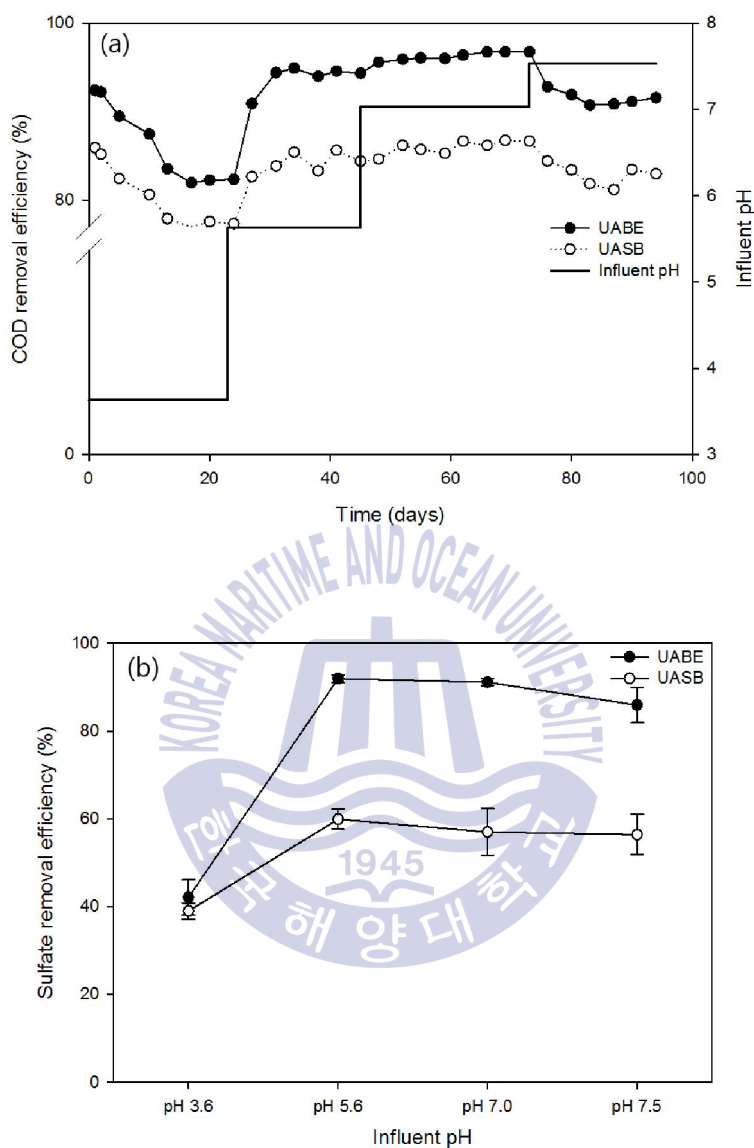 (a)
100
80
0
COD removal efficiency (%)
8
7
6
5
4
3
Influent pH
UABE
UASB
Influent pH
0
20
40
60
80
100
Time (days)
(b)
100
80
60
40
20
0
Sulfate removal efficiency (%)
UABE
UASB
KOREA MARITIME AND OCEAN UNIVERSITY
1945
한국해양대학교
pH 3.6
pH 5.6
pH 7.0
pH 7.5
Influent pH